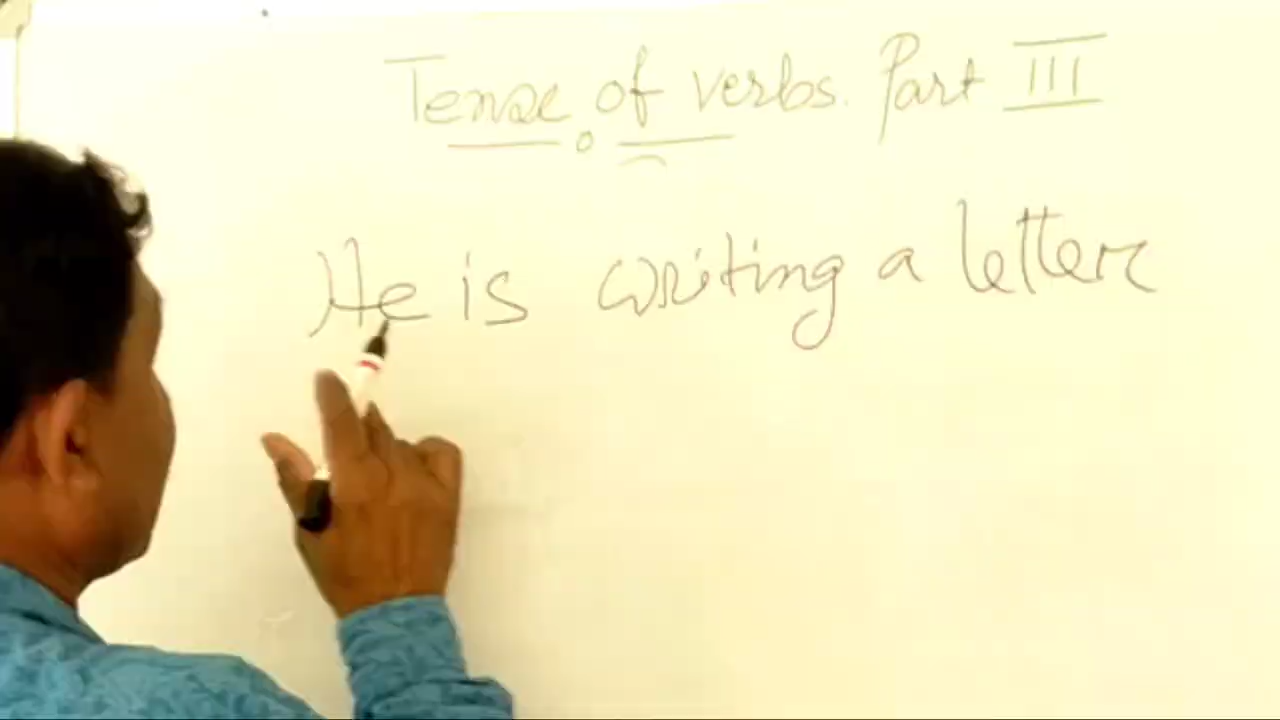 Tense of verbs. Part III
He is writing a letter